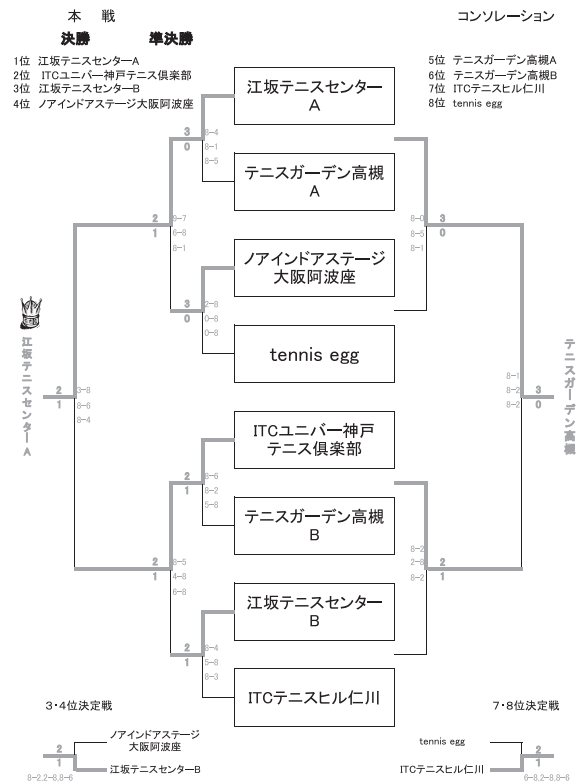 本　戦
コンソレーション
決勝　準決勝
1位 江坂テニスセンターA
2位 ITCユニバー神戸テニス倶楽部
3位 江坂テニスセンターB
4位 ノアインドアステージ大阪阿波座
5位 テニスガーデン高槻A
6位 テニスガーデン高槻B
7位 ITCテニスヒル仁川
8位 tennis egg
江坂テニスセンター
A
3
0
8-4
8-1
8-5
テニスガーデン高槻
A
2
1
9-7
6-8
8-1
8-0
8-5
8-1
3
0
ノアインドアステージ
大阪阿波座
3
0
2-8
0-8
0-8
tennis egg
江坂テニスセンターA
2
1
3-8
8-6
8-4
8-1
8-2
8-2
3
0
テニスガーデン高槻
ITCユニバー神戸
テニス倶楽部
2
1
8-6
8-2
5-8
テニスガーデン高槻
B
2
1
8-5
4-8
6-8
8-2
2-8
8-2
2
1
江坂テニスセンター
B
2
1
8-4
5-8
8-3
ITCテニスヒル仁川
3・4位決定戦
ノアインドアステージ
大阪阿波座
2
1
江坂テニスセンターB
8-2,2-8,8-6
7・8位決定戦
tennis egg
2
1
ITCテニスヒル仁川
6-8,2-8,8-6